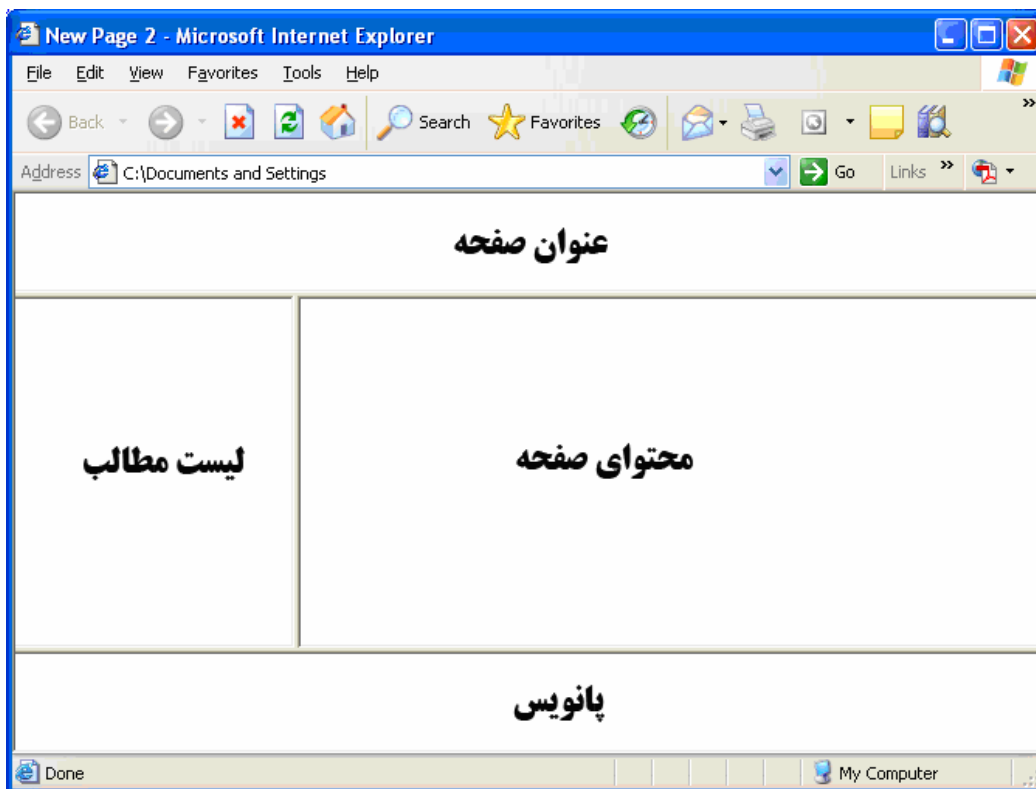 New Page 2 - Microsoft Internet Explorer
File Edit View Favorites Tools Help
Back Search Favorites »
Address C:\Documents and Settings Go Links »
عنوان صفحه
لیست مطالب
محتوای صفحه
پانویس
Done My Computer